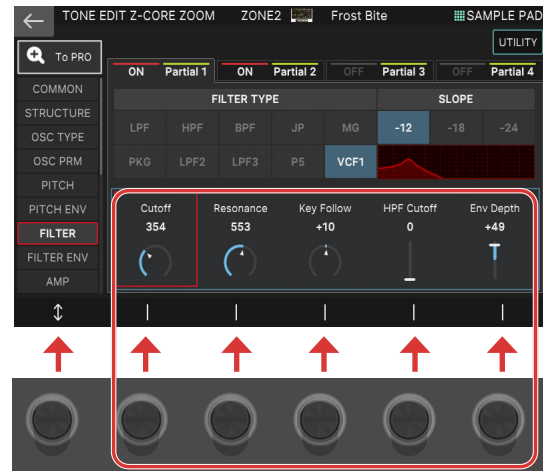 TONE EDIT Z-CORE ZOOM ZONE2 Frost Bite SAMPLE PAD
UTILITY
To PRO
ON Partial 1 ON Partial 2 OFF Partial 3 OFF Partial 4
COMMON
FILTER TYPE SLOPE
STRUCTURE
LPF HPF BPF JP MG -12 -18 -24
OSC TYPE
OSC PRM
PKG LPF2 LPF3 P5 VCF1
PITCH
PITCH ENV
Cutoff Resonance Key Follow HPF Cutoff Env Depth
354 553 +10 0 +49
FILTER
FILTER ENV
AMP